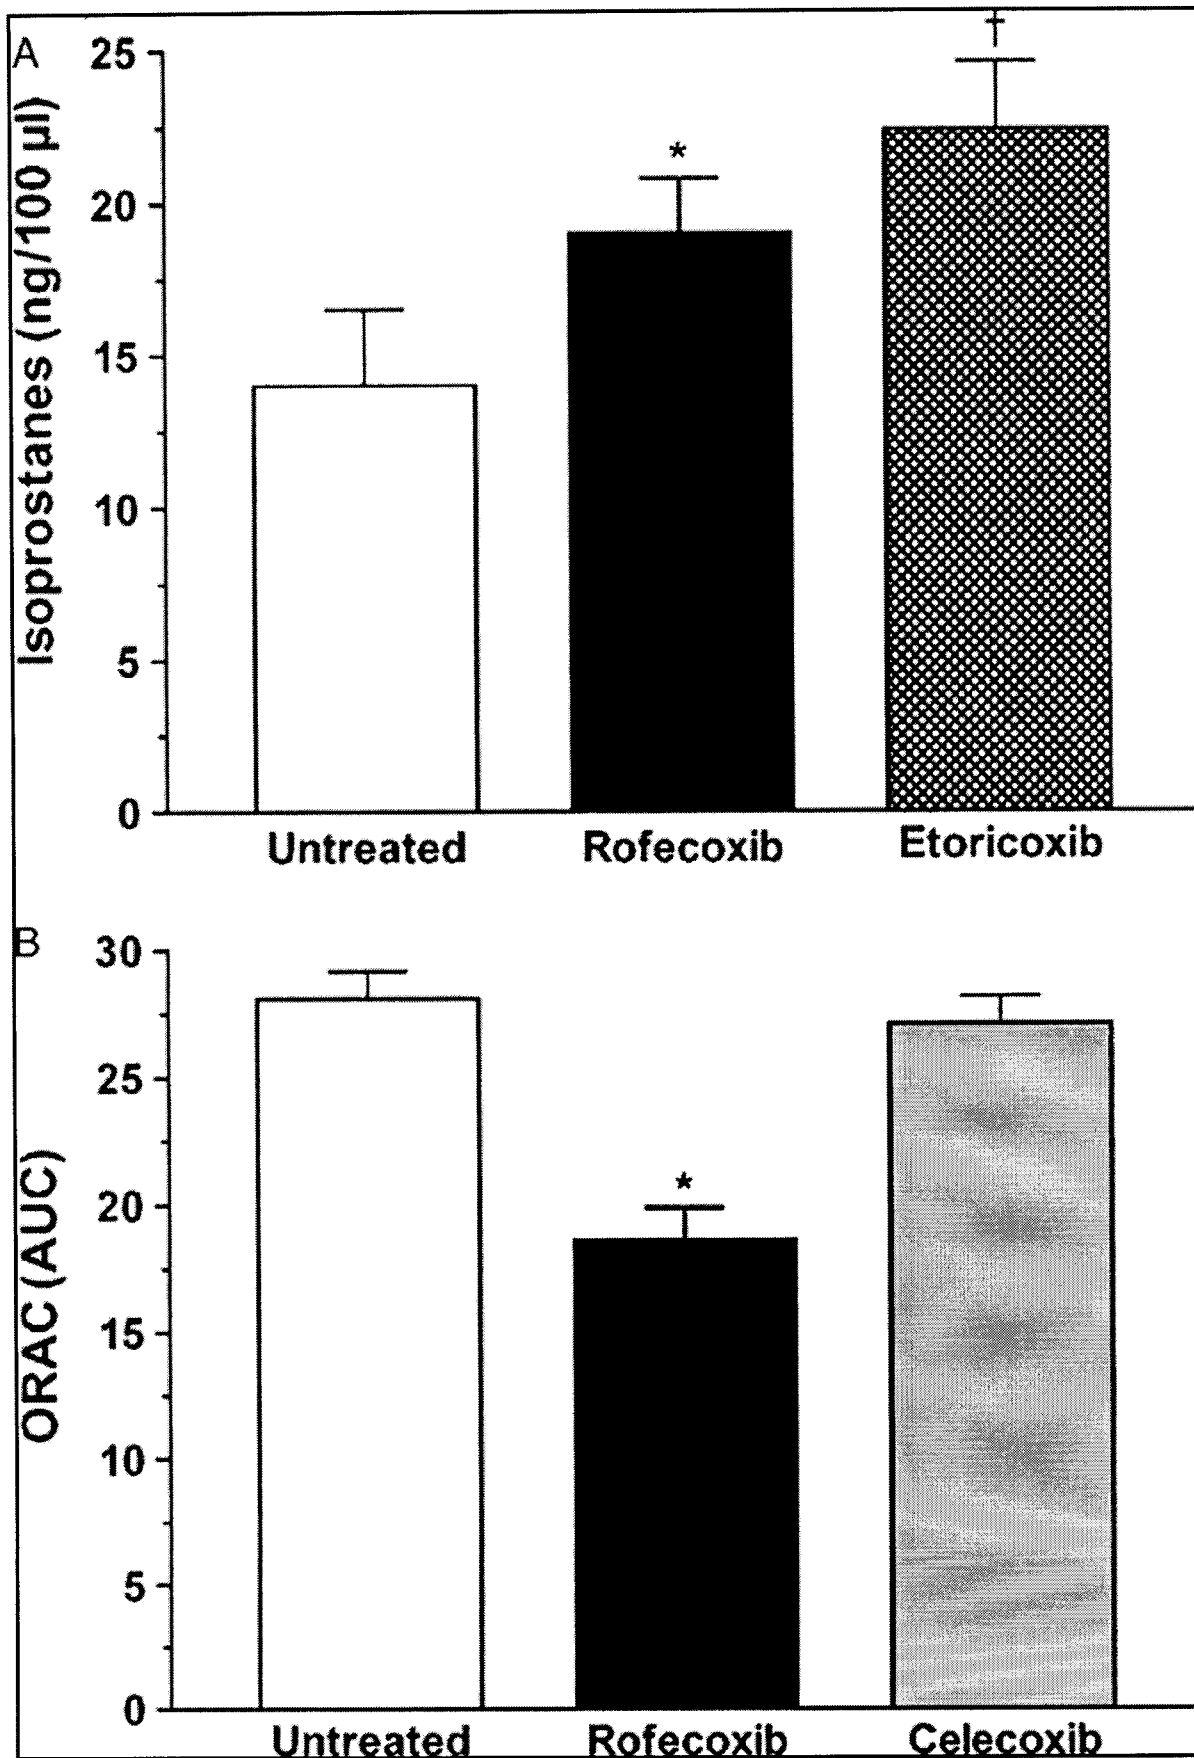 A
Isoprostanes (ng/100 µl)
25
20
15
10
5
0
†
*
Untreated Rofecoxib Etoricoxib
B
ORAC (AUC)
30
25
20
15
10
5
0
*
Untreated Rofecoxib Celecoxib